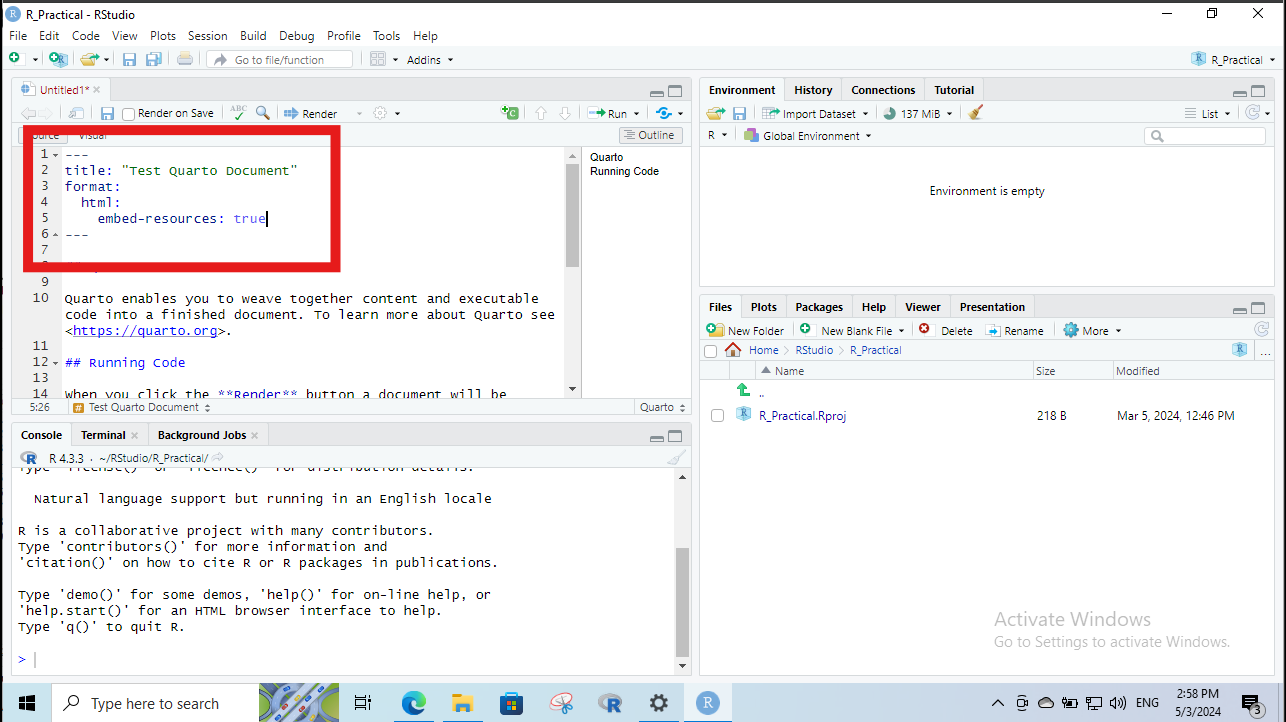 R_Practical - RStudio
File Edit Code View Plots Session Build Debug Profile Tools Help
Go to file/function Addins R_Practical
Untitled1*
Render on Save ABC Render Run
Source Visual Outline
1 ---
2 title: "Test Quarto Document"
3 format:
4 html:
5 embed-resources: true
6 ---
7
9
10 Quarto enables you to weave together content and executable
code into a finished document. To learn more about Quarto see
<https://quarto.org>.
11
12 ## Running Code
13
14 When you click the **Render** button a document will be
5:26 # Test Quarto Document Quarto
Quarto
Running Code
Console Terminal Background Jobs
R 4.3.3 · ~/RStudio/R_Practical/
Type 'license()' or 'licence()' for distribution details.
Natural language support but running in an English locale
R is a collaborative project with many contributors.
Type 'contributors()' for more information and
'citation()' on how to cite R or R packages in publications.
Type 'demo()' for some demos, 'help()' for on-line help, or
'help.start()' for an HTML browser interface to help.
Type 'q()' to quit R.
>
Environment History Connections Tutorial
Import Dataset 137 MiB List
R Global Environment
Environment is empty
Files Plots Packages Help Viewer Presentation
New Folder New Blank File Delete Rename More
Home RStudio R_Practical ...
Name Size Modified
..
R_Practical.Rproj 218 B Mar 5, 2024, 12:46 PM
Activate Windows
Go to Settings to activate Windows.
Type here to search
ENG
2:58 PM
5/3/2024
3